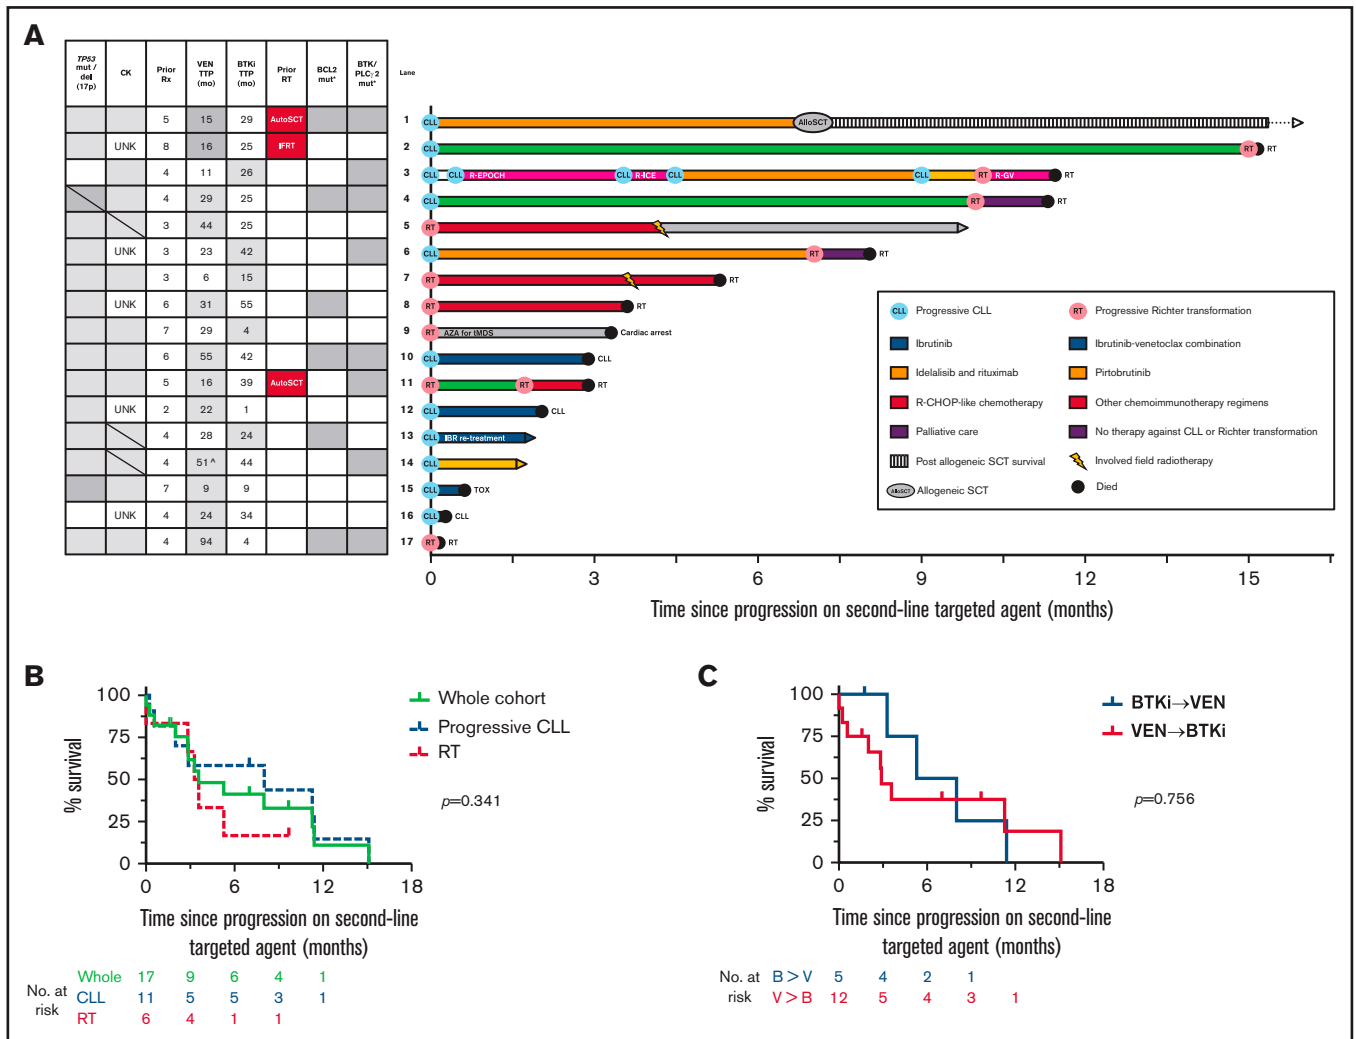 A
TP53 mut / del (17p)
CK
Prior Rx
VEN TTP (mo)
BTKi TTP (mo)
Prior RT
BCL2 mut*
BTK/ PLCγ2 mut*
Lane
5 15 29 AutoSCT 1 CLL AlloSCT
UNK 8 16 25 IFRT 2 CLL RT RT
4 11 26 3 CLL CLL R-EPOCH CLL R-ICE CLL CLL RT R-GV RT
4 29 25 4 CLL RT RT
3 44 25 5 RT
UNK 3 23 42 6 CLL RT RT
3 6 15 7 RT RT
UNK 6 31 55 8 RT RT
7 29 4 9 RT AZA for tMDS Cardiac arrest
6 55 42 10 CLL CLL
5 16 39 AutoSCT 11 RT RT RT
UNK 2 22 1 12 CLL CLL
4 28 24 13 CLL IBR re-treatment
4 51^ 44 14 CLL
7 9 9 15 CLL TOX
UNK 4 24 34 16 CLL CLL
4 94 4 17 RT RT
CLL Progressive CLL
RT Progressive Richter transformation
Ibrutinib
Ibrutinib-venetoclax combination
Idelalisib and rituximab
Pirtobrutinib
R-CHOP-like chemotherapy
Other chemoimmunotherapy regimens
Palliative care
No therapy against CLL or Richter transformation
Post allogeneic SCT survival
Involved field radiotherapy
AlloSCT Allogeneic SCT
Died
0 3 6 9 12 15
Time since progression on second-line targeted agent (months)
B
100
75
50
25
0
% survival
0 6 12 18
Time since progression on second-line
targeted agent (months)
Whole cohort
Progressive CLL
RT
p=0.341
No. at risk
Whole 17 9 6 4 1
CLL 11 5 5 3 1
RT 6 4 1 1
C
100
75
50
25
0
% survival
0 6 12 18
Time since progression on second-line
targeted agent (months)
BTKi→VEN
VEN→BTKi
p=0.756
No. at risk
B > V 5 4 2 1
V > B 12 5 4 3 1